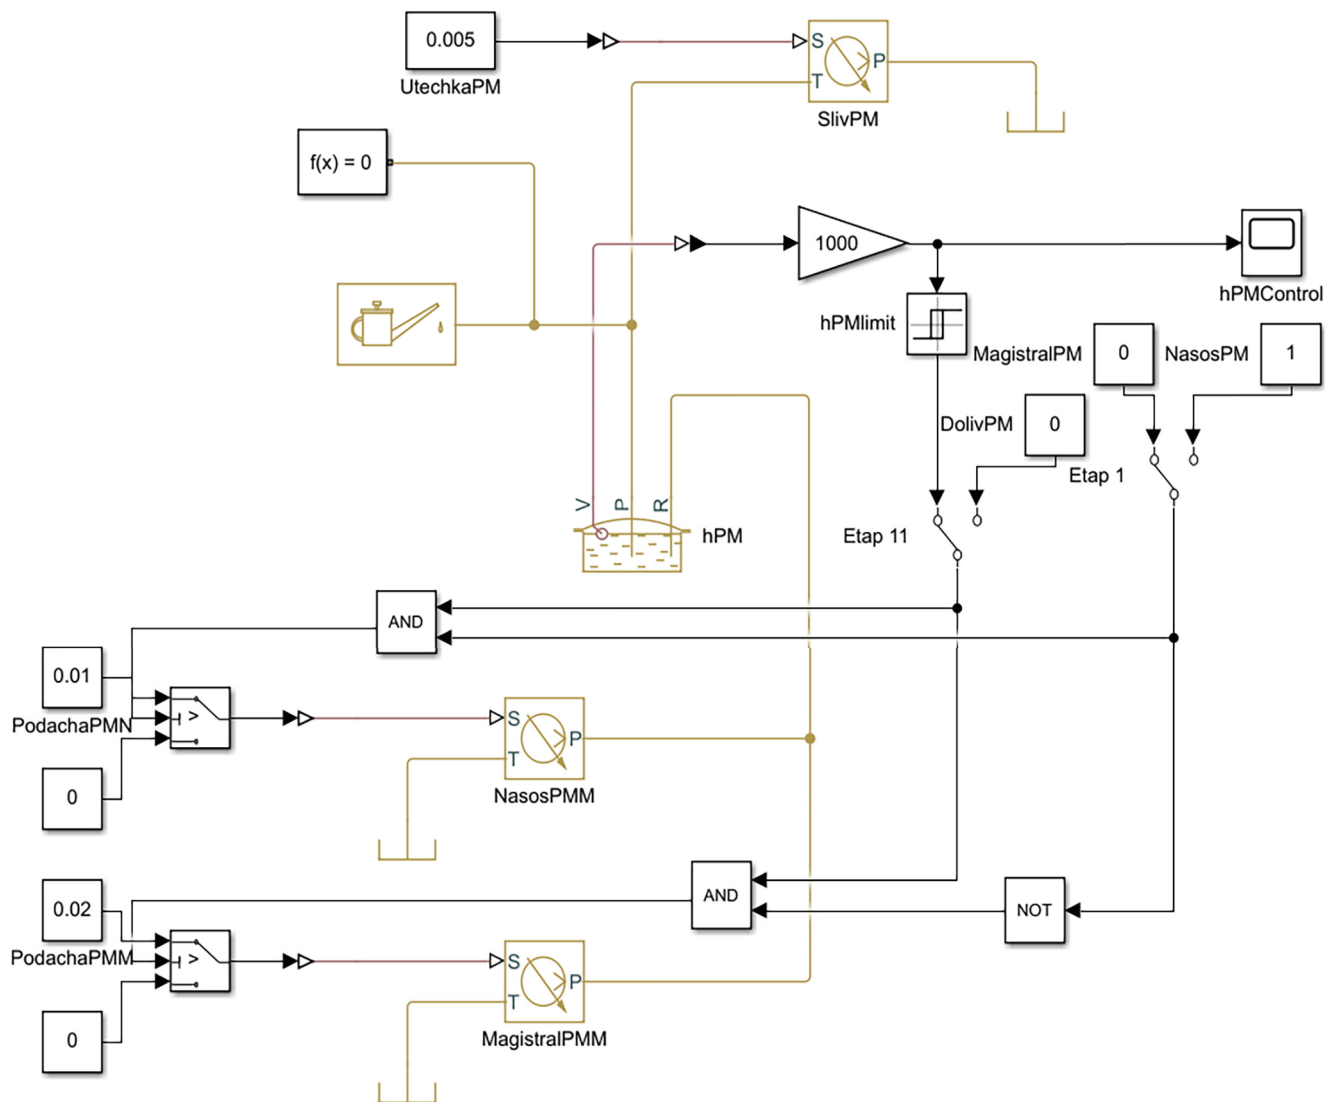 0.005
S
P
T
UtechkaPM
SlivPM
f(x) = 0
1000
hPMControl
hPMlimit
MagistralPM
0
NasosPM
1
DolivPM
0
Etap 1
V
P
R
Etap 11
hPM
AND
0.01
PodachaPMN
>
S
P
T
0
NasosPMM
AND
NOT
0.02
PodachaPMM
>
S
P
T
0
MagistralPMM